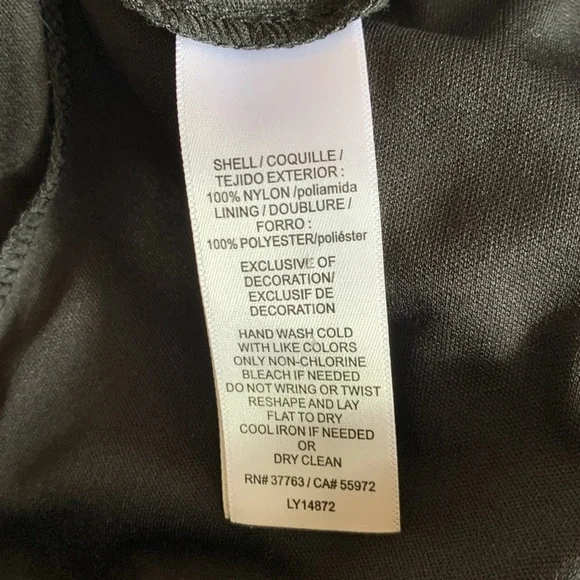 SHELL / COQUILLE /
TEJIDO EXTERIOR :
100% NYLON /poliamida
LINING / DOUBLURE /
FORRO :
100% POLYESTER/poliéster
EXCLUSIVE OF
DECORATION/
EXCLUSIF DE
DECORATION
HAND WASH COLD
WITH LIKE COLORS
ONLY NON-CHLORINE
BLEACH IF NEEDED
DO NOT WRING OR TWIST
RESHAPE AND LAY
FLAT TO DRY
COOL IRON IF NEEDED
OR
DRY CLEAN
RN# 37763 / CA# 55972
LY14872